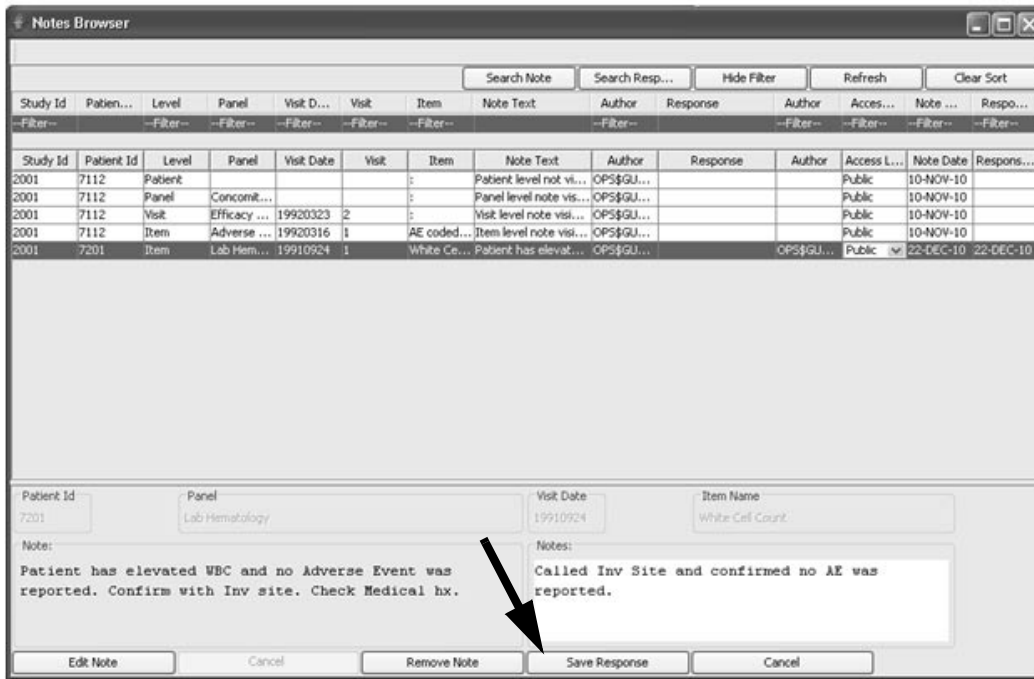 Notes Browser
Search Note Search Resp... Hide Filter Refresh Clear Sort
Study Id Patien... Level Panel Visit D... Visit Item Note Text Author Response Author Acces... Note ... Respo...
--Filter-- --Filter-- --Filter-- --Filter-- --Filter-- --Filter-- --Filter-- --Filter-- --Filter-- --Filter-- --Filter--
Study Id Patient Id Level Panel Visit Date Visit Item Note Text Author Response Author Access L... Note Date Respons...
2001 7112 Patient : Patient level not vi... OPS$GU... Public 10-NOV-10
2001 7112 Panel Concomit... : Panel level note vis... OPS$GU... Public 10-NOV-10
2001 7112 Visit Efficacy ... 19920323 2 : Visit level note visi... OPS$GU... Public 10-NOV-10
2001 7112 Item Adverse ... 19920316 1 AE coded... Item level note visi... OPS$GU... Public 10-NOV-10
2001 7201 Item Lab Hem... 19910924 1 White Ce... Patient has elevat... OPS$GU... OPS$GU... Public 22-DEC-10 22-DEC-10
Patient Id Panel Visit Date Item Name
7201 Lab Hematology 19910924 White Cell Count
Note: Notes:
Patient has elevated WBC and no Adverse Event was
reported. Confirm with Inv site. Check Medical hx.
Called Inv Site and confirmed no AE was
reported.
Edit Note Cancel Remove Note Save Response Cancel